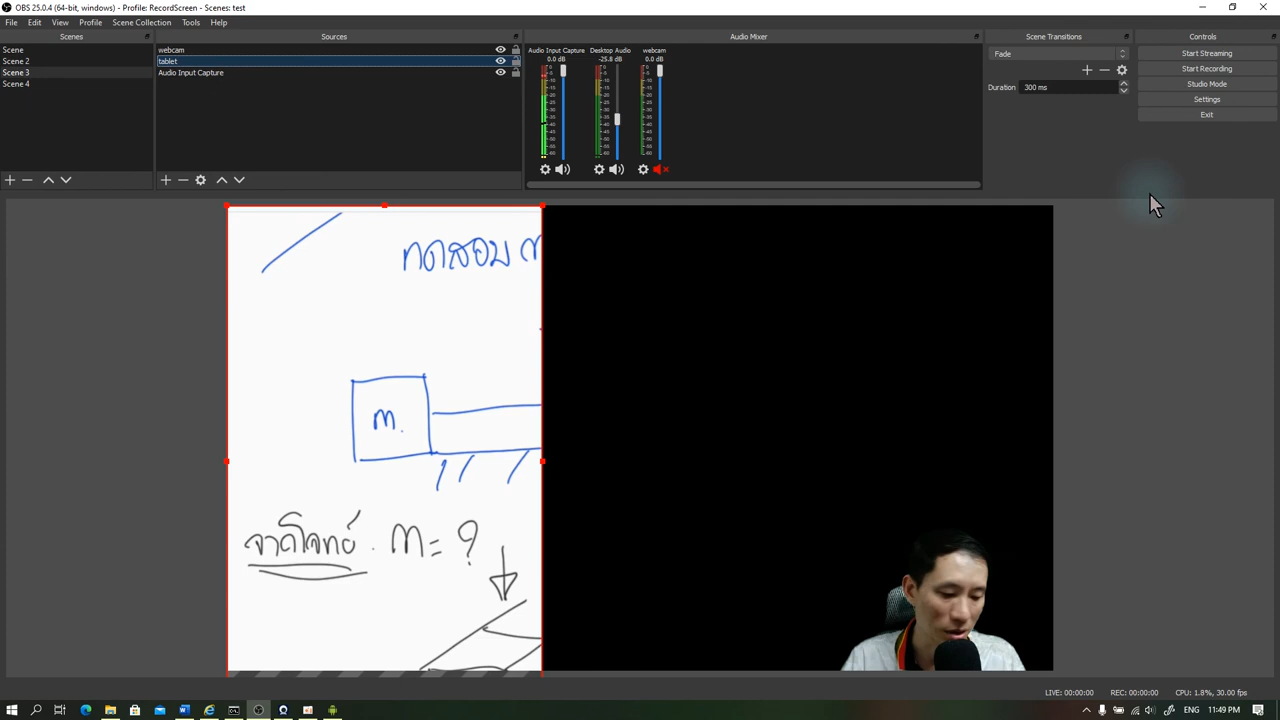 OBS 25.0.4 (64-bit, windows) - Profile: RecordScreen - Scenes: test
File Edit View Profile Scene Collection Tools Help
Scenes
Scene
Scene 2
Scene 3
Scene 4
Sources
webcam
tablet
Audio Input Capture
Audio Mixer
Audio Input Capture
0.0 dB
Desktop Audio
-25.8 dB
webcam
0.0 dB
Scene Transitions
Fade
Duration 300 ms
Controls
Start Streaming
Start Recording
Studio Mode
Settings
Exit
ทดสอบ
m
จากโจทย์ . m = ?
LIVE: 00:00:00 REC: 00:00:00 CPU: 1.8%, 30.00 fps
ENG 11:49 PM